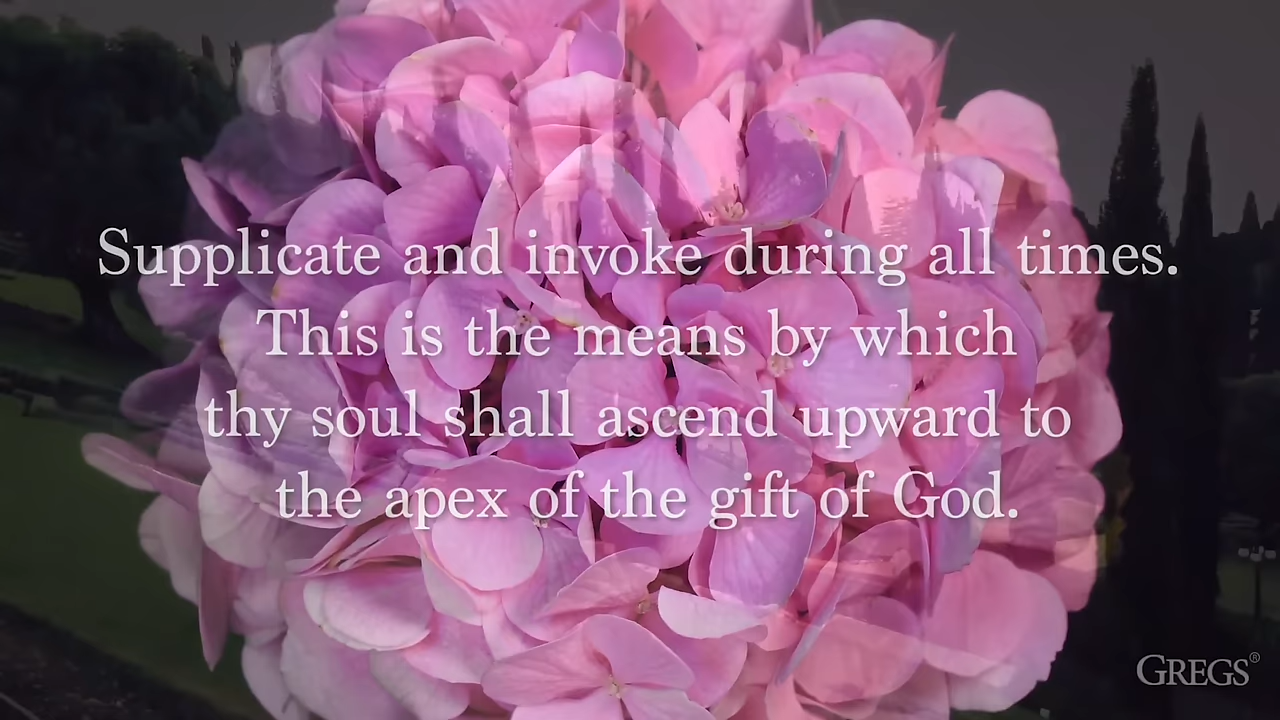 Supplicate and invoke during all times.
This is the means by which
thy soul shall ascend upward to
the apex of the gift of God.
GREGS®